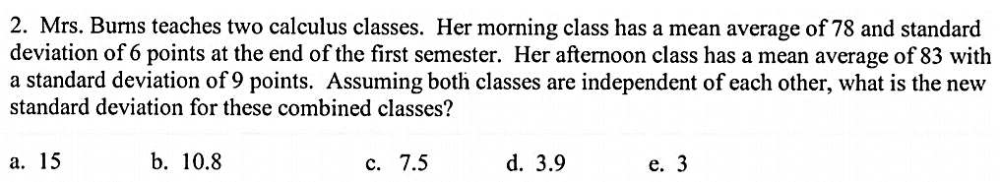 2. Mrs. Burns teaches two calculus classes. Her morning class has a mean average of 78 and standard
deviation of 6 points at the end of the first semester. Her afternoon class has a mean average of 83 with
a standard deviation of 9 points. Assuming both classes are independent of each other, what is the new
standard deviation for these combined classes?
a. 15 b. 10.8 c. 7.5 d. 3.9 e. 3